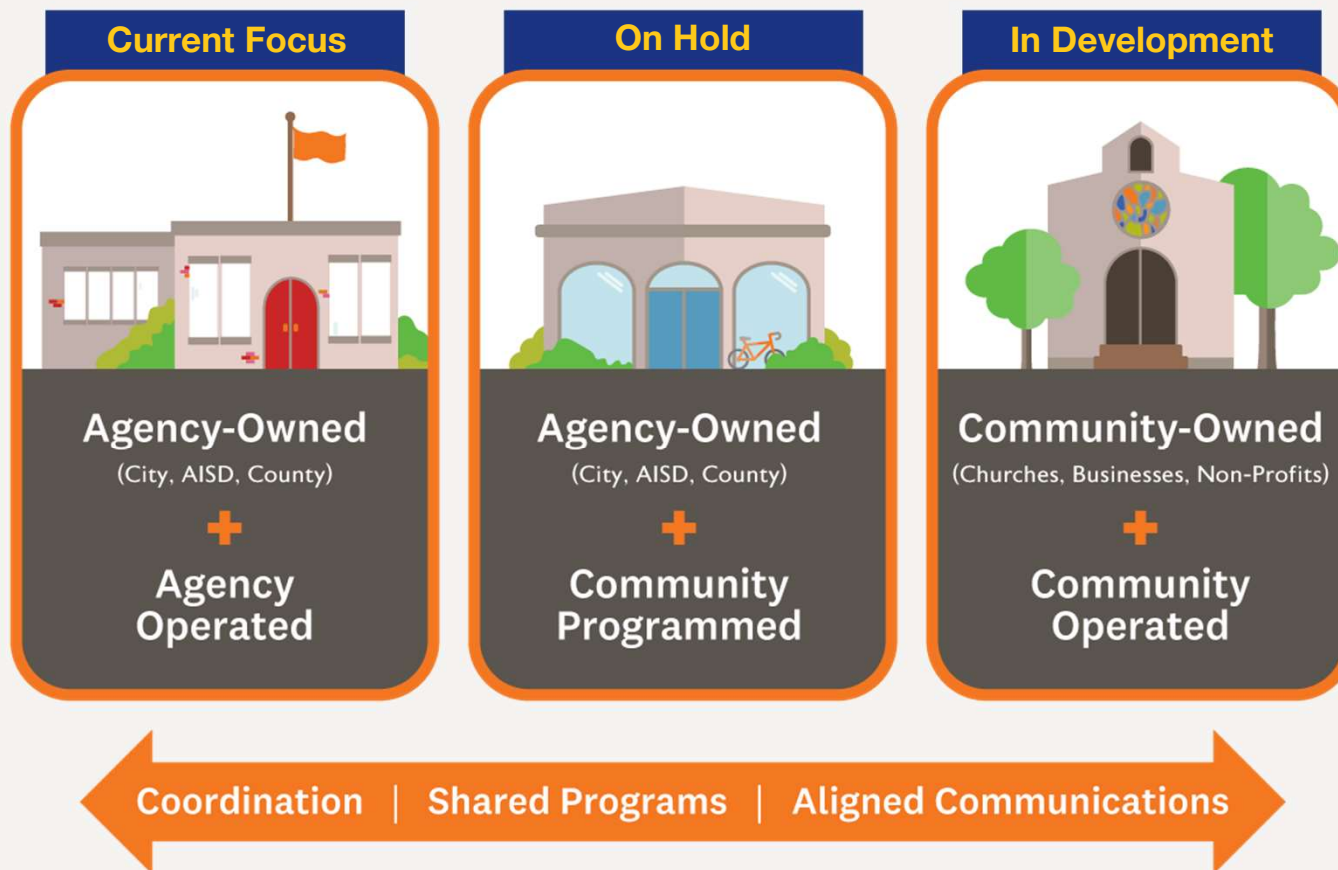 Current Focus
On Hold
In Development
Agency-Owned
(City, AISD, County)
+
Agency
Operated
Agency-Owned
(City, AISD, County)
+
Community
Programmed
Community-Owned
(Churches, Businesses, Non-Profits)
+
Community
Operated
Coordination | Shared Programs | Aligned Communications